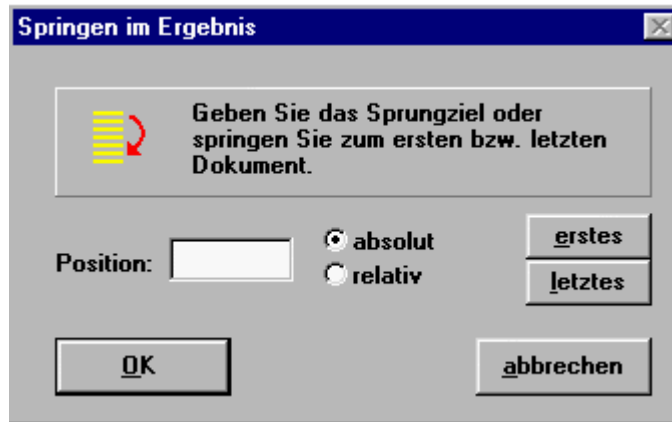 Springen im Ergebnis
Geben Sie das Sprungziel oder
springen Sie zum ersten bzw. letzten
Dokument.
Position:
absolut
relativ
erstes
letztes
OK
abbrechen